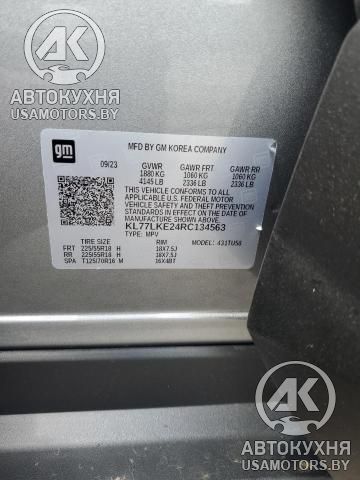 AK
АВТОКУХНЯ
USAMOTORS.BY
gm
MFD BY GM KOREA COMPANY
09/23 GVWR GAWR FRT GAWR RR
1880 KG 1060 KG 1060 KG
4145 LB 2336 LB 2336 LB
THIS VEHICLE CONFORMS TO ALL
APPLICABLE U.S. FEDERAL MOTOR
VEHICLE SAFETY AND THEFT PREVENTION
STANDARDS IN EFFECT ON THE DATE OF
MANUFACTURE SHOWN ABOVE.
KL77LKE24RC134563
TYPE: MPV MODEL: 431TU58
TIRE SIZE RIM
FRT 225/55R18 H 18X7.5J
RR 225/55R18 H 18X7.5J
SPA T125/70R16 M 16X4BT
AK
АВТОКУХНЯ
USAMOTORS.BY